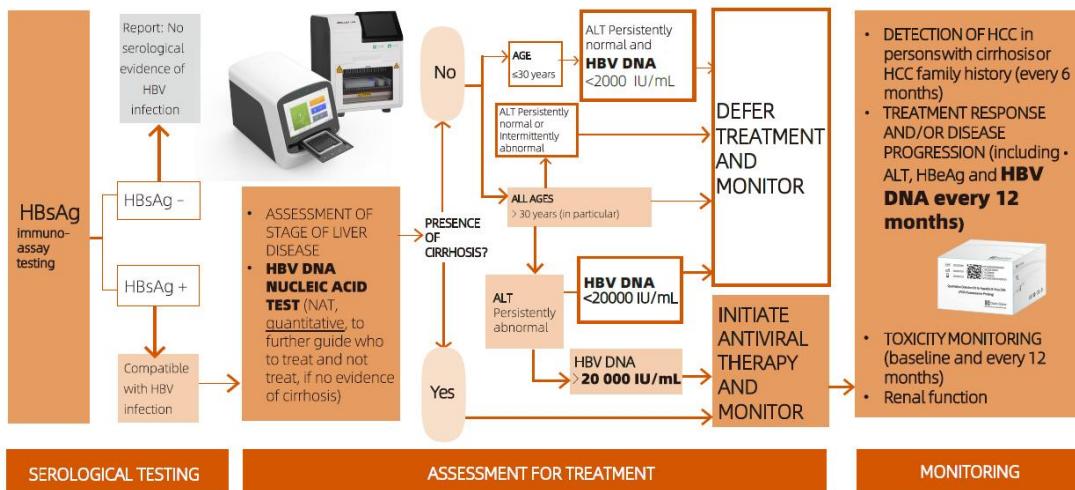 HBsAg
immuno-
assay
testing
Report: No
serological
evidence of
HBV
infection
HBsAg –
HBsAg +
Compatible
with HBV
infection
• ASSESSMENT OF
STAGE OF LIVER
DISEASE
• HBV DNA
NUCLEIC ACID
TEST (NAT,
quantitative, to
further guide who
to treat and not
treat, if no evidence
of cirrhosis)
PRESENCE
OF
CIRRHOSIS?
No
Yes
AGE
≤30 years
ALT Persistently
normal and
HBV DNA
<2000 IU/mL
ALT Persistently
normal or
Intermittently
abnormal
ALL AGES
> 30 years (in particular)
ALT
Persistently
abnormal
HBV DNA
<20000 IU/mL
HBV DNA
>20 000 IU/mL
DEFER
TREATMENT
AND
MONITOR
INITIATE
ANTIVIRAL
THERAPY
AND
MONITOR
• DETECTION OF HCC in
persons with cirrhosis or
HCC family history (every 6
months)
• TREATMENT RESPONSE
AND/OR DISEASE
PROGRESSION (including •
ALT, HBeAg and HBV
DNA every 12
months)
• TOXICITY MONITORING
(baseline and every 12
months)
• Renal function
SEROLOGICAL TESTING
ASSESSMENT FOR TREATMENT
MONITORING